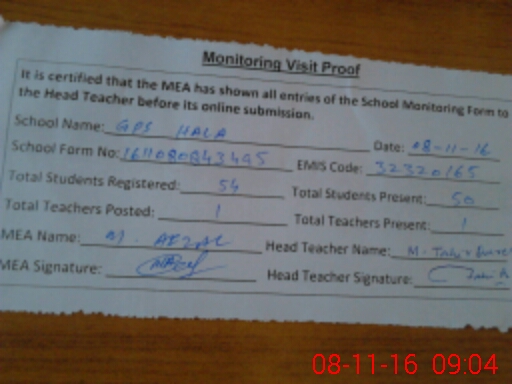 Monitoring Visit Proof
It is certified that the MEA has shown all entries of the School Monitoring Form to
the Head Teacher before its online submission.
School Name: GPS HALA Date: 08-11-16
School Form No: EMIS Code: 32320165
Total Students Registered: 54 Total Students Present: 50
Total Teachers Posted: 1 Total Teachers Present: 1
MEA Name: M. AFZAL Head Teacher Name: M.
MEA Signature: Head Teacher Signature:
08-11-16 09:04